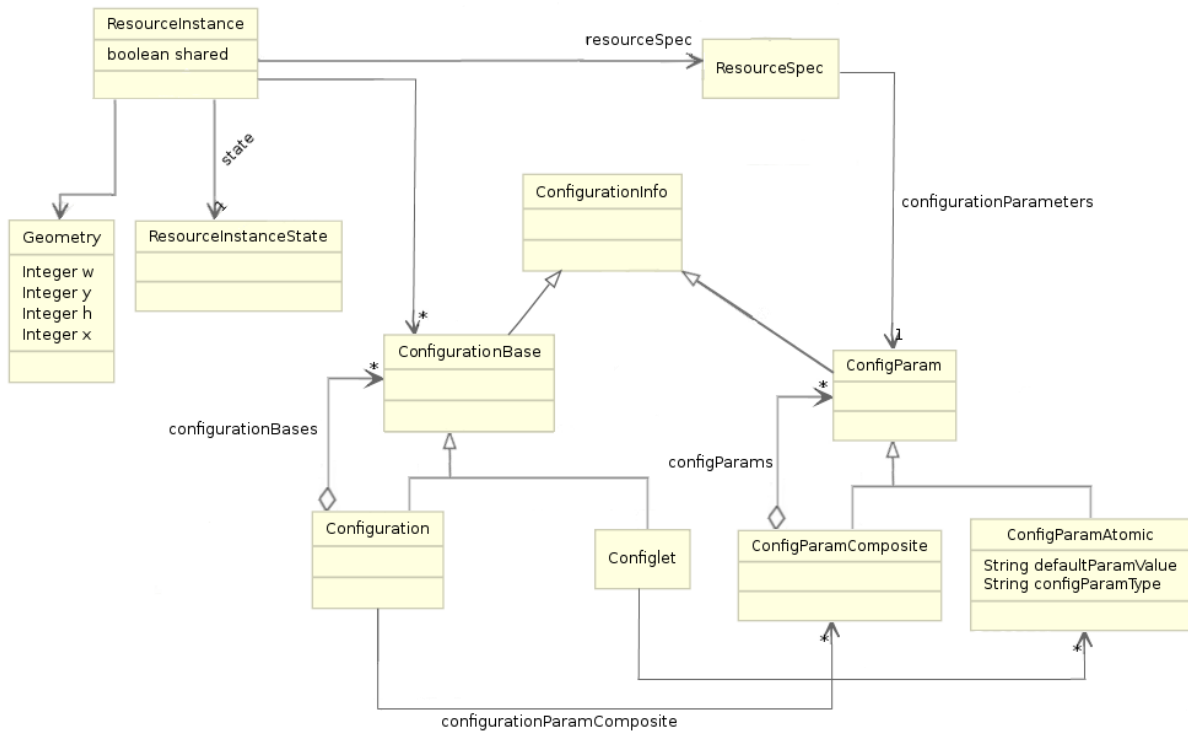 ResourceInstance
boolean shared
resourceSpec
ResourceSpec
state
1
ConfigurationInfo
configurationParameters
Geometry
Integer w
Integer y
Integer h
Integer x
ResourceInstanceState
*
1
ConfigurationBase
ConfigParam
*
*
configurationBases
configParams
Configuration
Configlet
ConfigParamComposite
ConfigParamAtomic
String defaultParamValue
String configParamType
*
*
configurationParamComposite